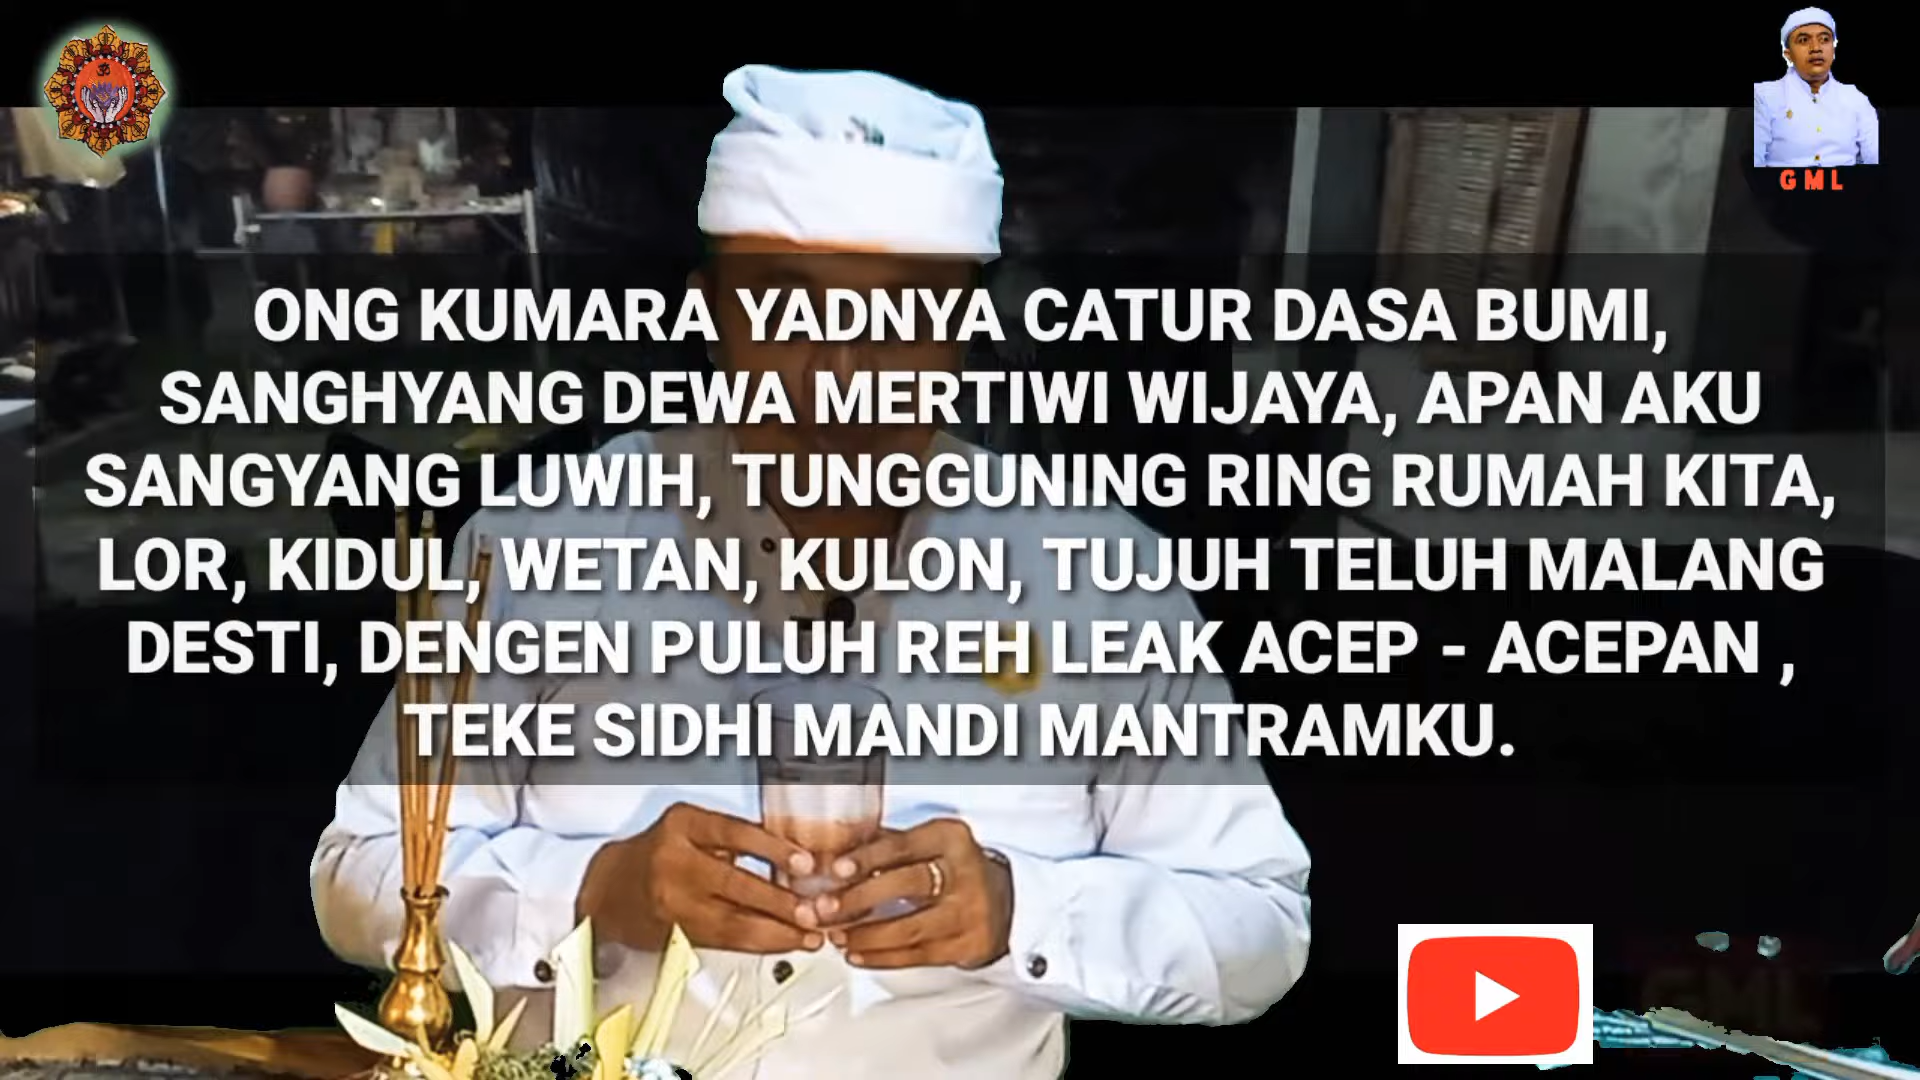 GML
ONG KUMARA YADNYA CATUR DASA BUMI,
SANGHYANG DEWA MERTIWI WIJAYA, APAN AKU
SANGYANG LUWIH, TUNGGUNING RING RUMAH KITA,
LOR, KIDUL, WETAN, KULON, TUJUH TELUH MALANG
DESTI, DENGEN PULUH REH LEAK ACEP - ACEPAN ,
TEKE SIDHI MANDI MANTRAMKU.